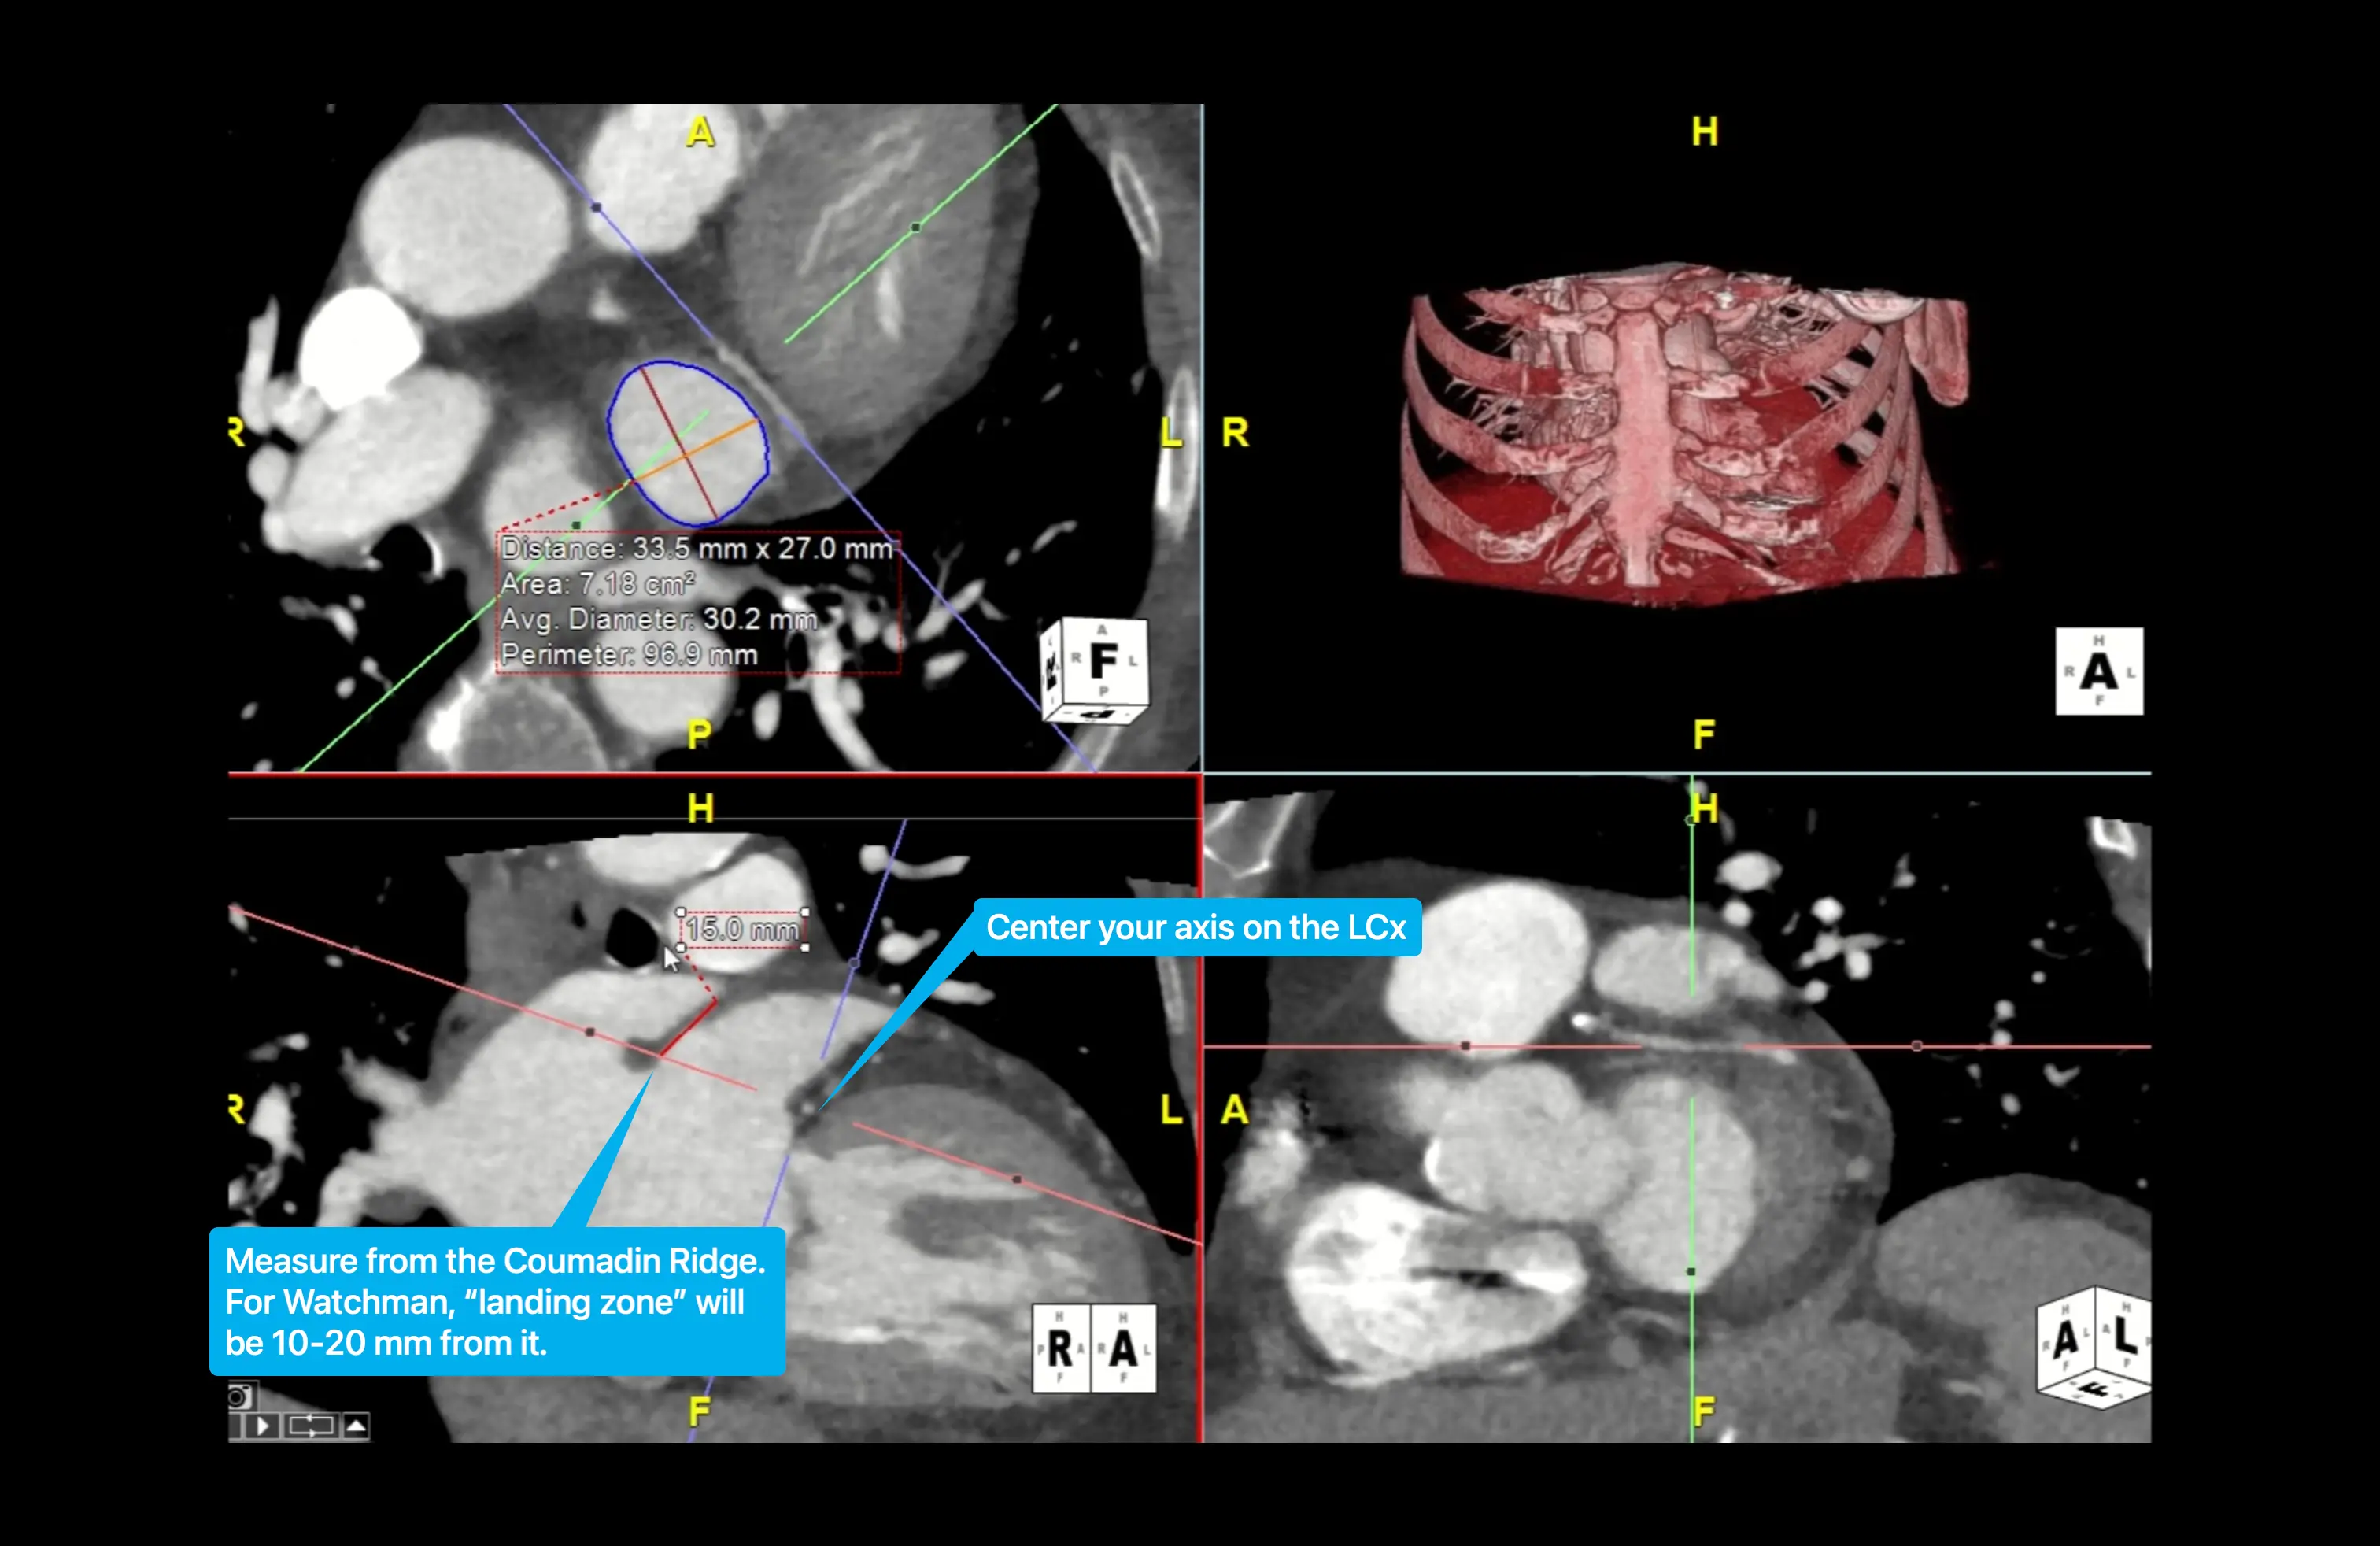 A
H
R
L
R
Distance: 33.5 mm x 27.0 mm
Area: 7.18 cm²
Avg. Diameter: 30.2 mm
Perimeter: 96.9 mm
A
R F L
P
P
H
R A L
F
F
H
H
15.0 mm
Center your axis on the LCx
R
L
A
Measure from the Coumadin Ridge.
For Watchman, “landing zone” will
be 10-20 mm from it.
H H
P R A R A L
F F
H H
R A L A L P
F F
F
F
F